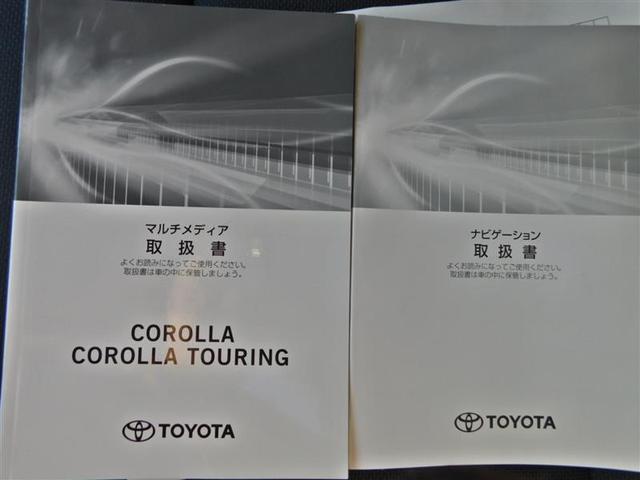 マルチメディア
取扱書
よくお読みになってご使用ください。
取扱書は車の中に保管しましょう。
COROLLA
COROLLA TOURING
TOYOTA
ナビゲーション
取扱書
よくお読みになってご使用ください。
取扱書は車の中に保管しましょう。
TOYOTA